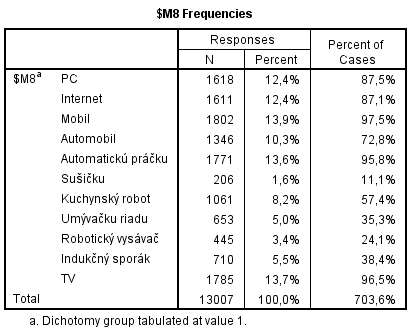 $M8 Frequencies
Responses Percent of Cases
N Percent
$M8a PC 1618 12,4% 87,5%
Internet 1611 12,4% 87,1%
Mobil 1802 13,9% 97,5%
Automobil 1346 10,3% 72,8%
Automatickú práčku 1771 13,6% 95,8%
Sušičku 206 1,6% 11,1%
Kuchynský robot 1061 8,2% 57,4%
Umývačku riadu 653 5,0% 35,3%
Robotický vysávač 445 3,4% 24,1%
Indukčný sporák 710 5,5% 38,4%
TV 1785 13,7% 96,5%
Total 13007 100,0% 703,6%
a. Dichotomy group tabulated at value 1.